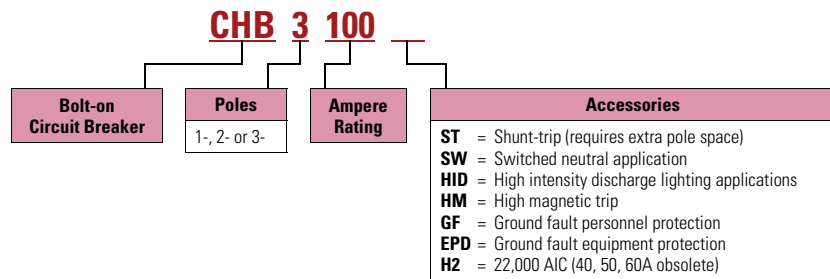 CHB 3 100
Bolt-on
Circuit Breaker
Poles
1-, 2- or 3-
Ampere
Rating
Accessories
ST = Shunt-trip (requires extra pole space)
SW = Switched neutral application
HID = High intensity discharge lighting applications
HM = High magnetic trip
GF = Ground fault personnel protection
EPD = Ground fault equipment protection
H2 = 22,000 AIC (40, 50, 60A obsolete)